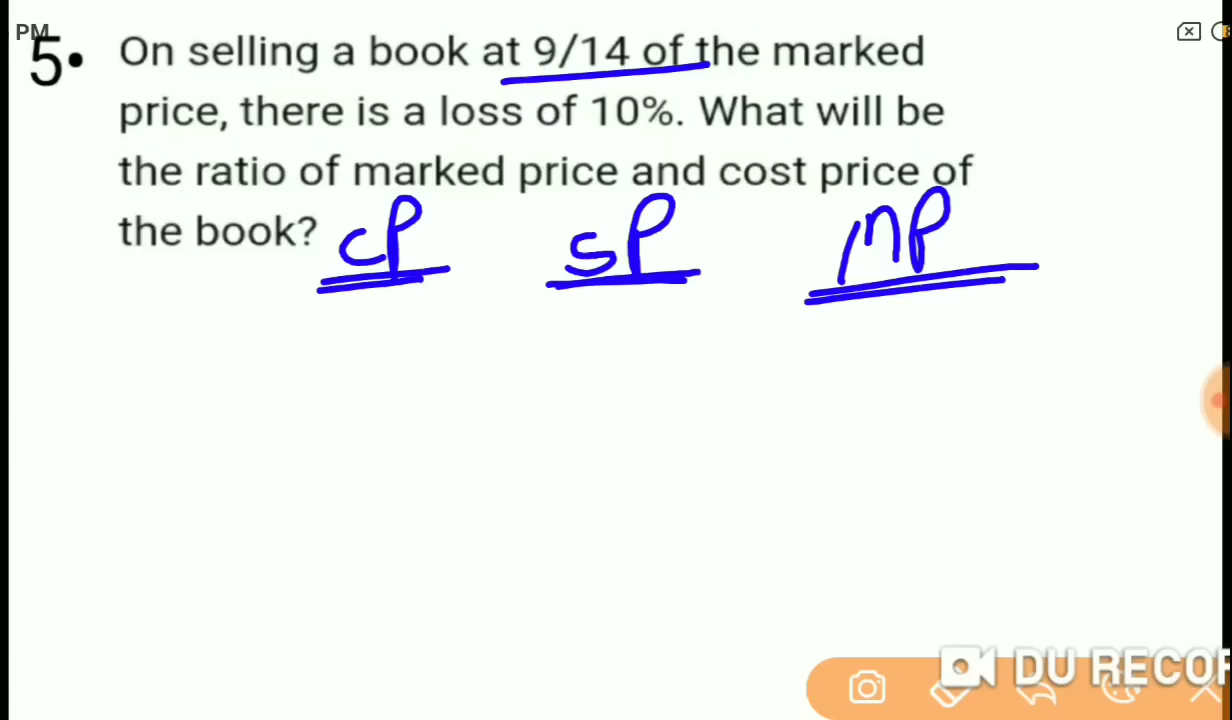 PM
5• On selling a book at 9/14 of the marked
price, there is a loss of 10%. What will be
the ratio of marked price and cost price of
the book?
CP SP MP
DU RECOR